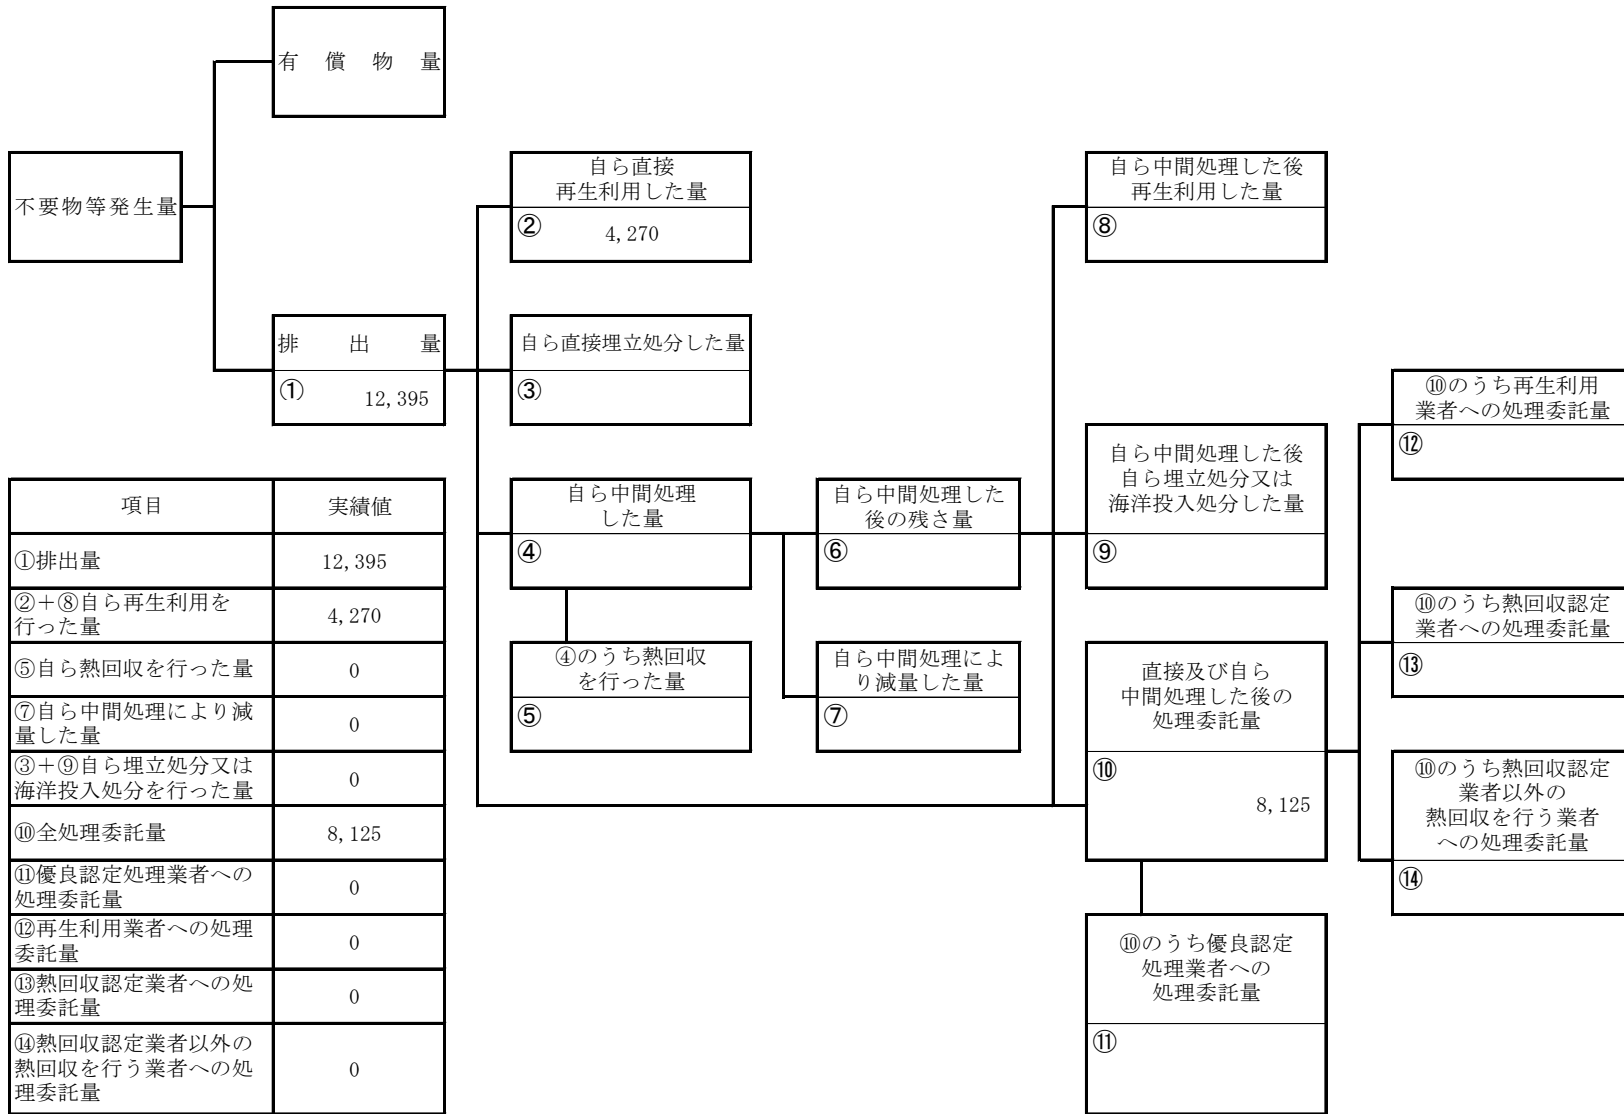 有償物量
不要物等発生量
排出量
① 12,395
自ら直接
再生利用した量
② 4,270
自ら直接埋立処分した量
③
自ら中間処理
した量
④
④のうち熱回収
を行った量
⑤
自ら中間処理した
後の残さ量
⑥
自ら中間処理によ
り減量した量
⑦
自ら中間処理した後
再生利用した量
⑧
自ら中間処理した後
自ら埋立処分又は
海洋投入処分した量
⑨
直接及び自ら
中間処理した後の
処理委託量
⑩
8,125
⑩のうち優良認定
処理業者への
処理委託量
⑪
⑩のうち再生利用
業者への処理委託量
⑫
⑩のうち熱回収認定
業者への処理委託量
⑬
⑩のうち熱回収認定
業者以外の
熱回収を行う業者
への処理委託量
⑭
項目 実績値
①排出量 12,395
②+⑧自ら再生利用を
行った量 4,270
⑤自ら熱回収を行った量 0
⑦自ら中間処理により減
量した量 0
③+⑨自ら埋立処分又は
海洋投入処分を行った量 0
⑩全処理委託量 8,125
⑪優良認定処理業者への
処理委託量 0
⑫再生利用業者への処理
委託量 0
⑬熱回収認定業者への処
理委託量 0
⑭熱回収認定業者以外の
熱回収を行う業者への処
理委託量 0